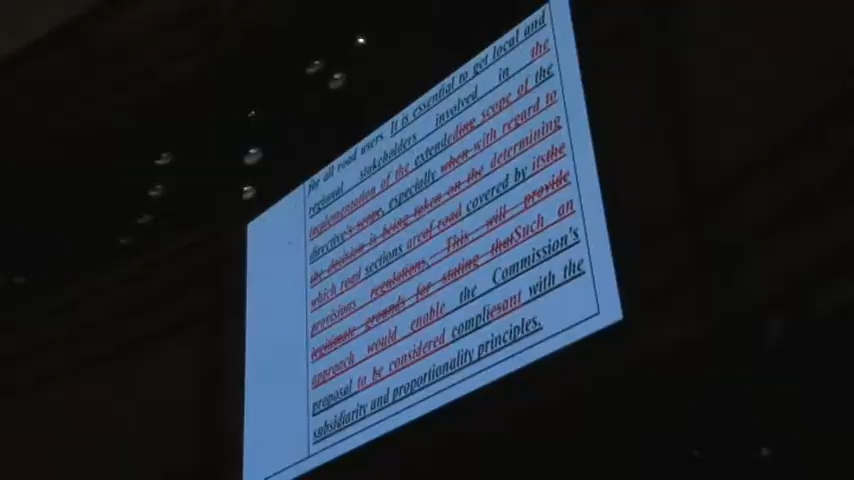 for all road users. It is essential to get local and
regional stakeholders involved in the
implementation of the extendeding scope of the
directive's scope, especially when with regard to
the decision is being taken on the determining
which road sections areof road covered by itsthe
provisions regulations. This will provide
legitimate grounds for stating thatSuch an
approach would enable the Commission's
proposal to be considered compliesant with the
subsidiarity and proportionality principles.